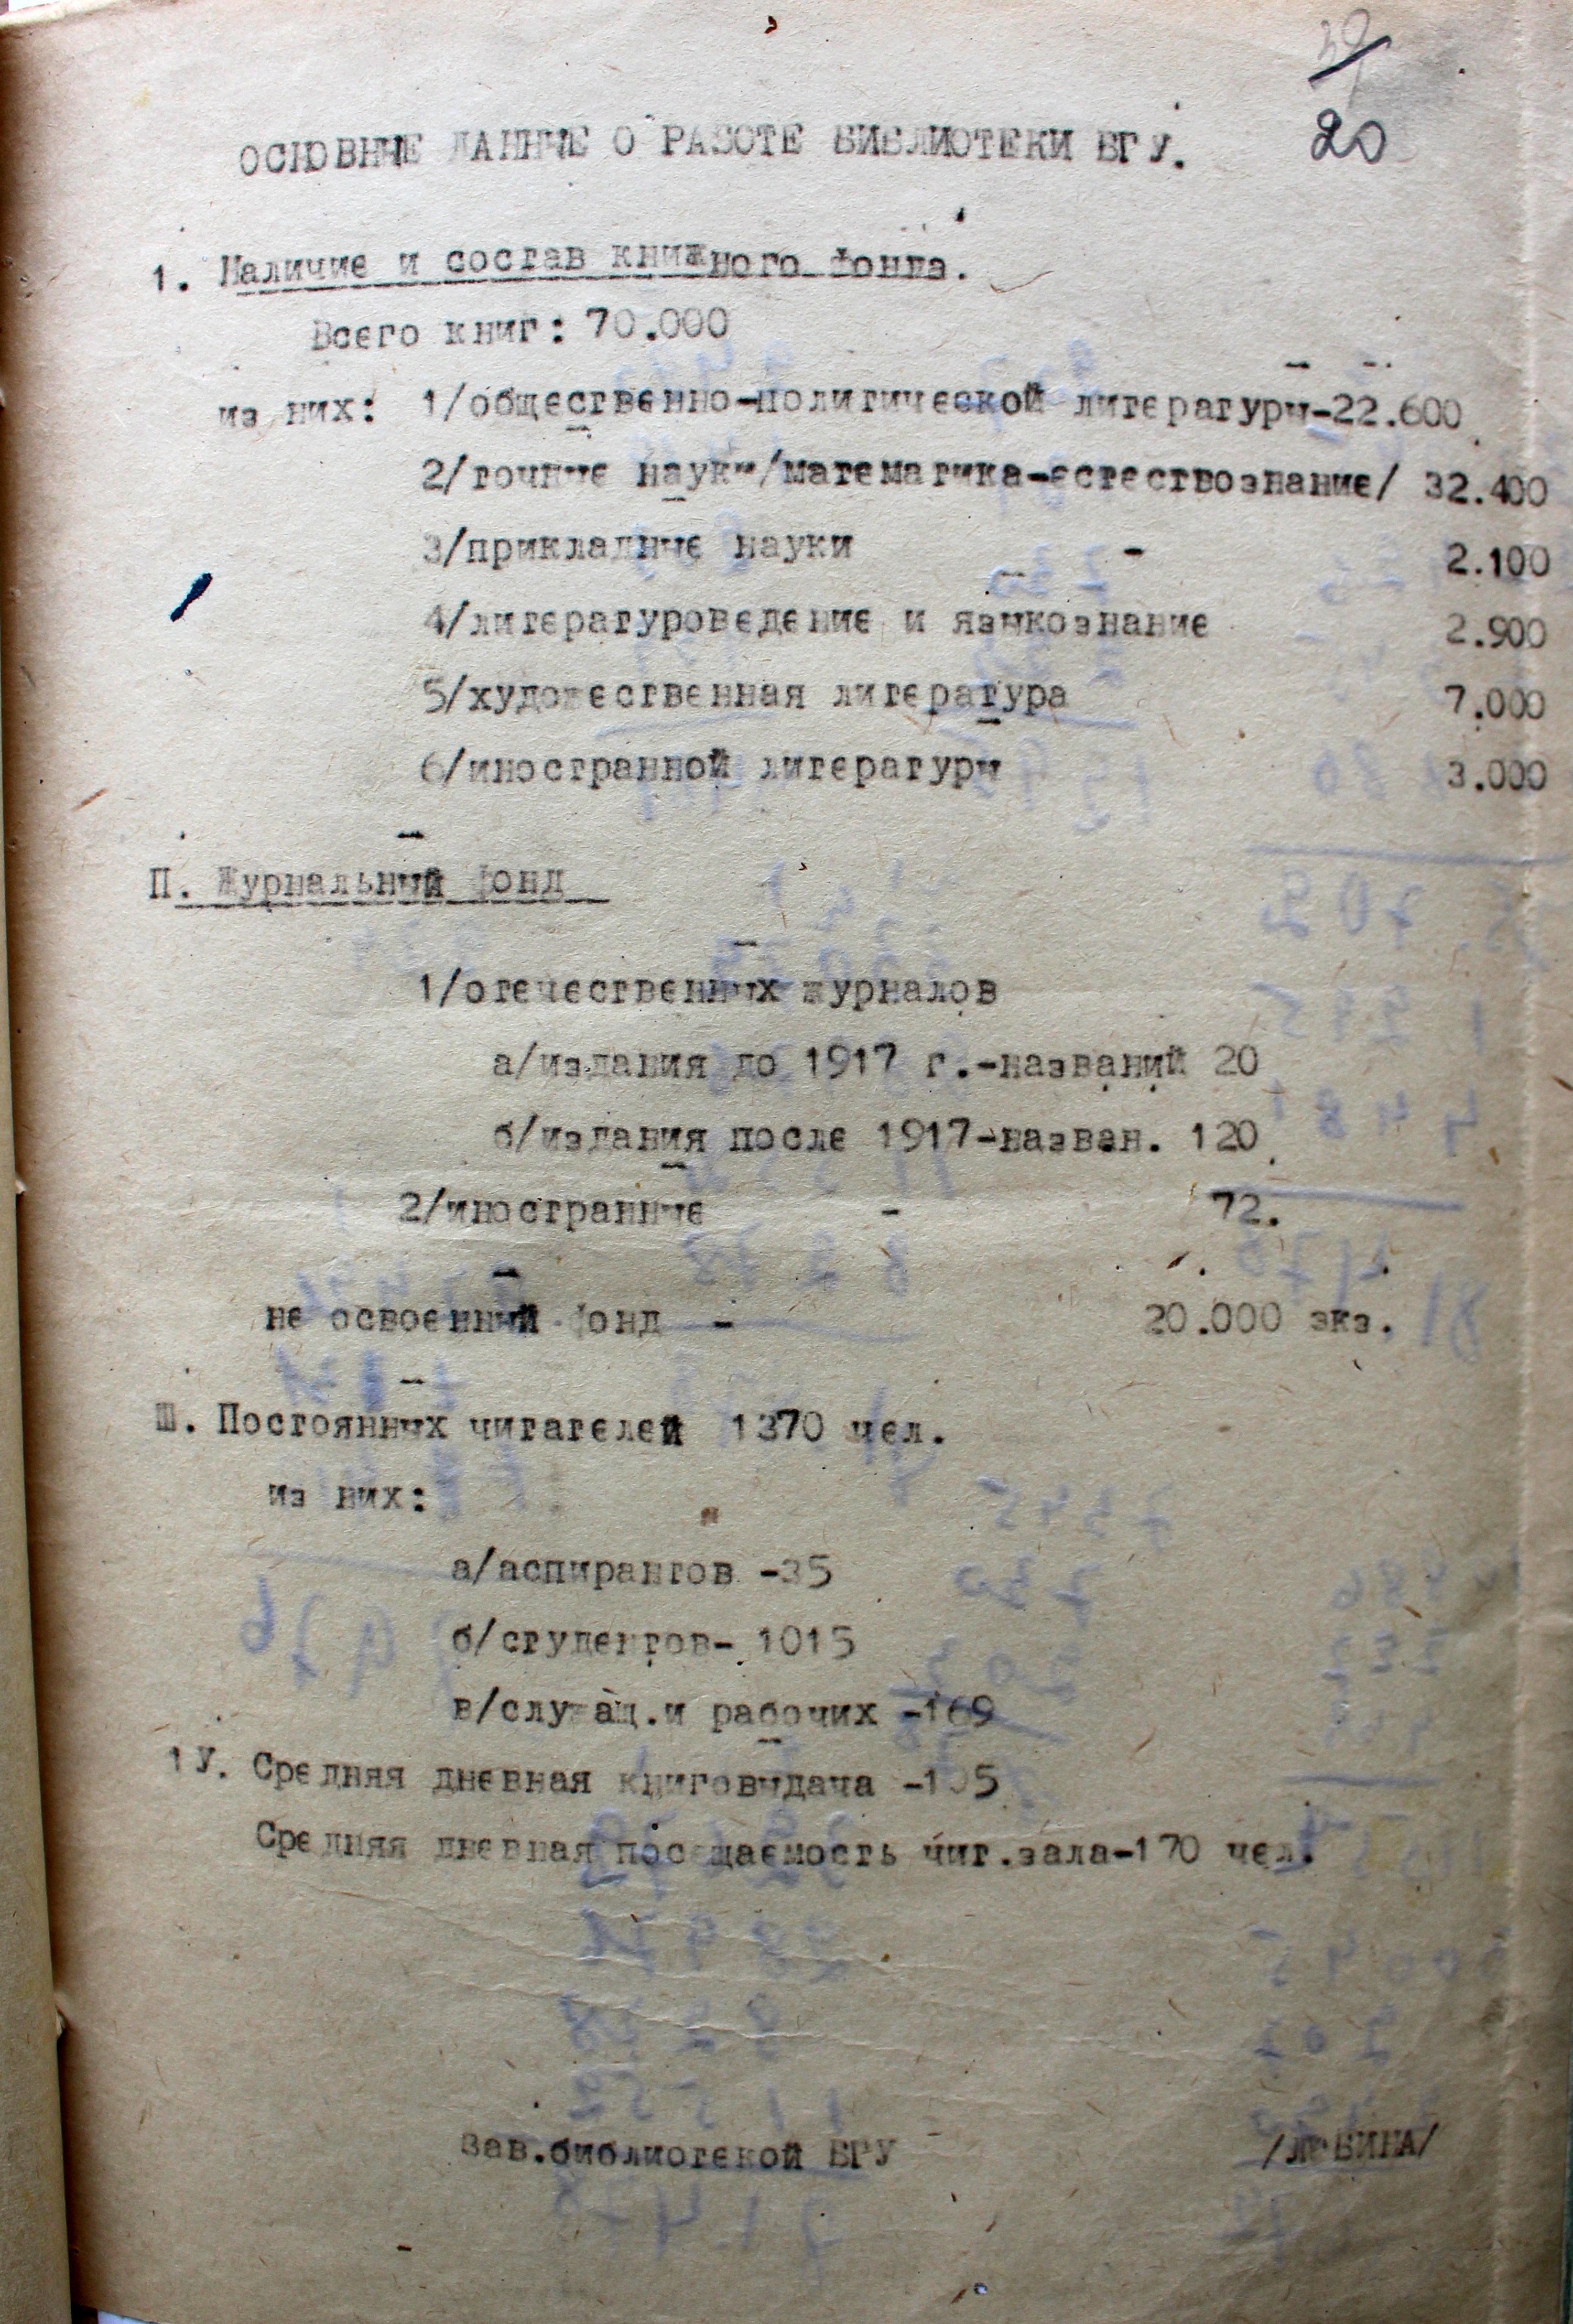 20
ОСНОВНЫЕ ДАННЫЕ О РАБОТЕ БИБЛИОТЕКИ БГУ.
1. Наличие и состав книжного фонда.
Всего книг: 70.000
из них: 1/общественно-политической литературы-22.600
2/точные науки/математика-естествознание/ 32.400
3/прикладные науки - 2.100
4/литературоведение и языкознание 2.900
5/художественная литература 7.000
6/иностранной литературы 3.000
П. Журнальный фонд
1/отечественных журналов
а/издания до 1917 г.-названий 20
б/издания после 1917-назван. 120
2/иностранные - 72.
не освоенный фонд - 20.000 экз.
Ш. Постоянных читателей 1370 чел.
из них:
а/аспирантов -35
б/студентов- 1015
в/служащ.и рабочих -169
1У. Средняя дневная книговыдача -195
Средняя дневная посещаемость чит.зала-170 чел.
Зав.библиотекой БГУ